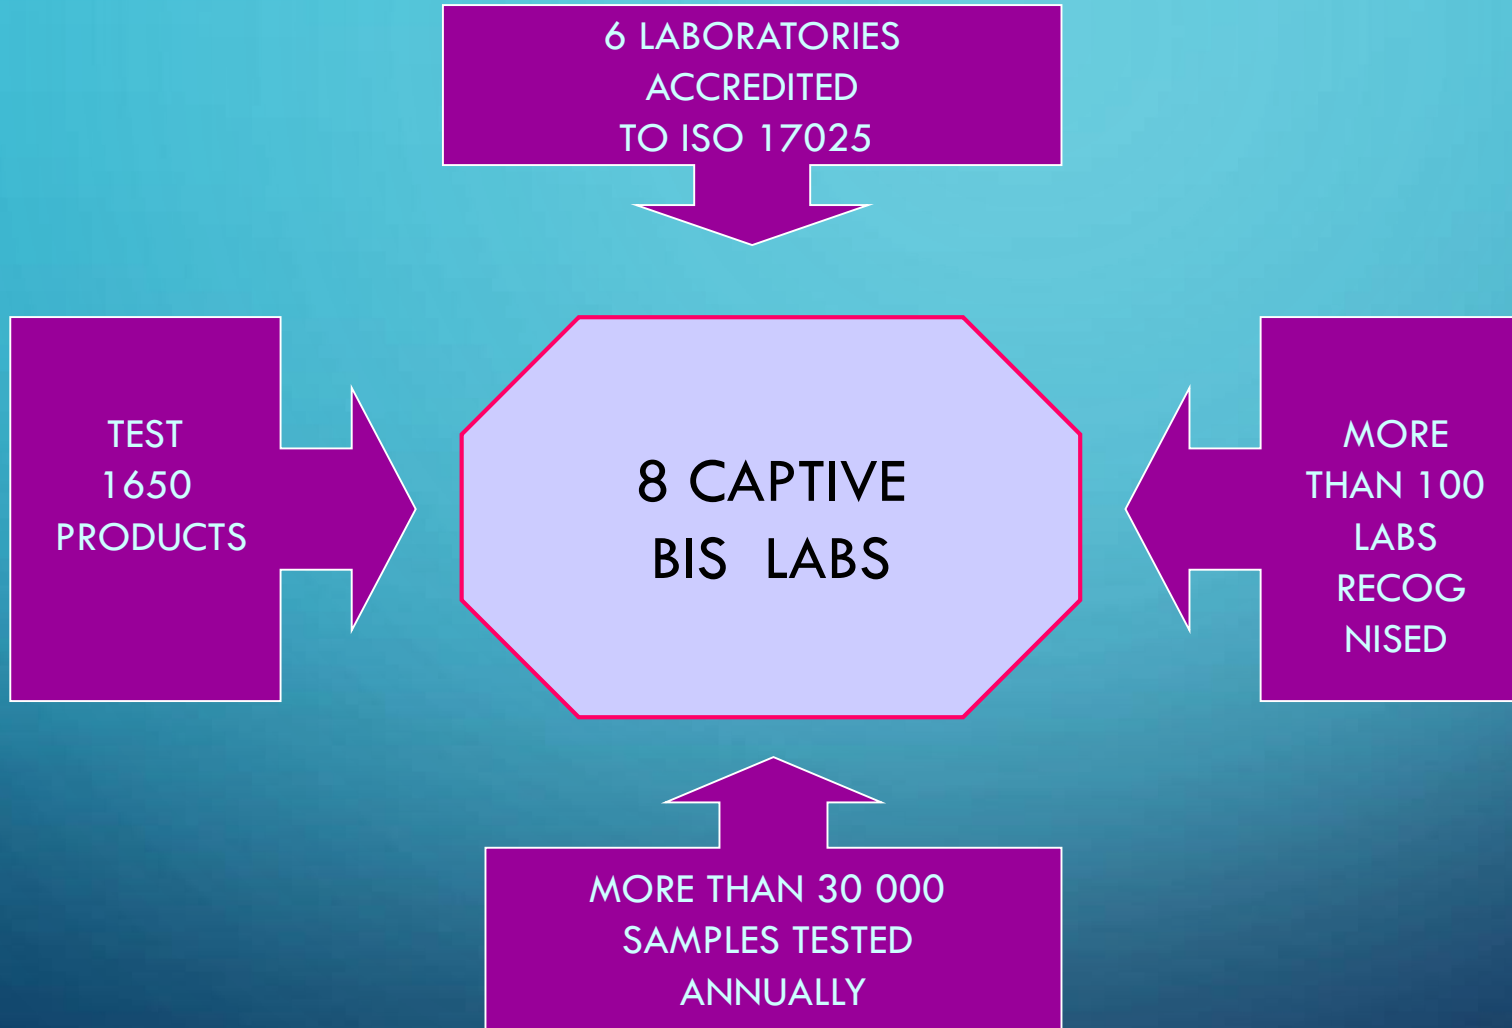 6 LABORATORIES
ACCREDITED
TO ISO 17025
TEST
1650
PRODUCTS
8 CAPTIVE
BIS LABS
MORE
THAN 100
LABS
RECOG
NISED
MORE THAN 30 000
SAMPLES TESTED
ANNUALLY